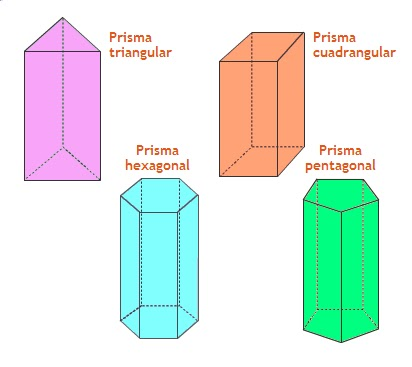 Prisma
triangular
Prisma
cuadrangular
Prisma
hexagonal
Prisma
pentagonal